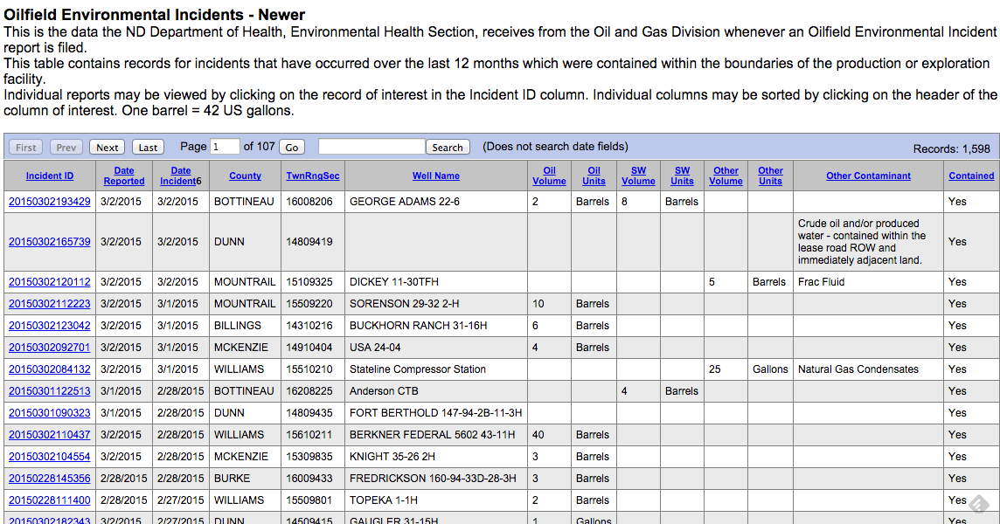 Oilfield Environmental Incidents - Newer
This is the data the ND Department of Health, Environmental Health Section, receives from the Oil and Gas Division whenever an Oilfield Environmental Incident
report is filed.
This table contains records for incidents that have occurred over the last 12 months which were contained within the boundaries of the production or exploration
facility.
Individual reports may be viewed by clicking on the record of interest in the Incident ID column. Individual columns may be sorted by clicking on the header of the
column of interest. One barrel = 42 US gallons.
First Prev Next Last Page 1 of 107 Go Search (Does not search date fields) Records: 1,598
Incident ID Date Reported Date Incident6 County TwnRngSec Well Name Oil Volume Oil Units SW Volume SW Units Other Volume Other Units Other Contaminant Contained
20150302193429 3/2/2015 3/2/2015 BOTTINEAU 16008206 GEORGE ADAMS 22-6 2 Barrels 8 Barrels Yes
20150302165739 3/2/2015 3/2/2015 DUNN 14809419 Crude oil and/or produced water - contained within the lease road ROW and immediately adjacent land. Yes
20150302120112 3/2/2015 3/2/2015 MOUNTRAIL 15109325 DICKEY 11-30TFH 5 Barrels Frac Fluid Yes
20150302112223 3/2/2015 3/1/2015 MOUNTRAIL 15509220 SORENSON 29-32 2-H 10 Barrels Yes
20150302123042 3/2/2015 3/1/2015 BILLINGS 14310216 BUCKHORN RANCH 31-16H 6 Barrels Yes
20150302092701 3/2/2015 3/1/2015 MCKENZIE 14910404 USA 24-04 4 Barrels Yes
20150302084132 3/2/2015 3/1/2015 WILLIAMS 15510210 Stateline Compressor Station 25 Gallons Natural Gas Condensates Yes
20150301122513 3/1/2015 2/28/2015 BOTTINEAU 16208225 Anderson CTB 4 Barrels Yes
20150301090323 3/1/2015 2/28/2015 DUNN 14809435 FORT BERTHOLD 147-94-2B-11-3H Yes
20150302110437 3/2/2015 2/28/2015 WILLIAMS 15610211 BERKNER FEDERAL 5602 43-11H 40 Barrels Yes
20150302104554 3/2/2015 2/28/2015 MCKENZIE 15309835 KNIGHT 35-26 2H 3 Barrels Yes
20150228145356 2/28/2015 2/28/2015 BURKE 16009433 FREDRICKSON 160-94-33D-28-3H 3 Barrels Yes
20150228111400 2/28/2015 2/27/2015 WILLIAMS 15509801 TOPEKA 1-1H 2 Barrels Yes
20150302182343 3/2/2015 2/27/2015 DUNN 14509415 GAUGLER 31-15H 1 Gallons Yes